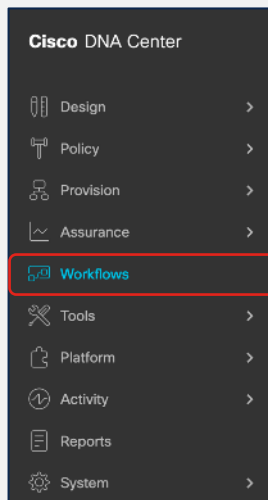 Cisco DNA Center
Design
Policy
Provision
Assurance
Workflows
Tools
Platform
Activity
Reports
System